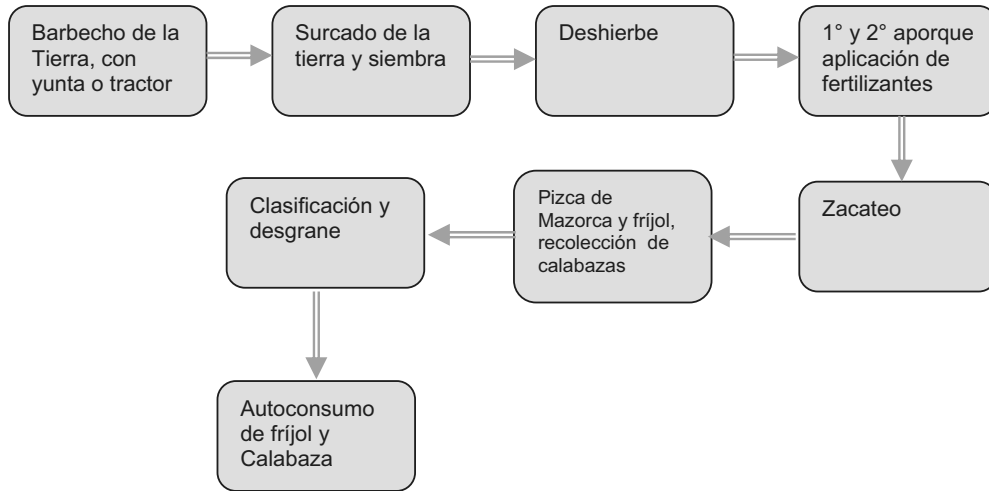 Barbecho de la
Tierra, con
yunta o tractor
Surcado de la
tierra y siembra
Deshierbe
1° y 2° aporque
aplicación de
fertilizantes
Zacateo
Pizca de
Mazorca y fríjol,
recolección de
calabazas
Clasificación y
desgrane
Autoconsumo
de fríjol y
Calabaza